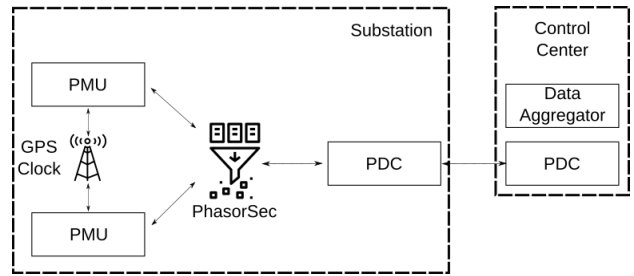 Substation
PMU
GPS
Clock
PMU
PhasorSec
PDC
Control
Center
Data
Aggregator
PDC